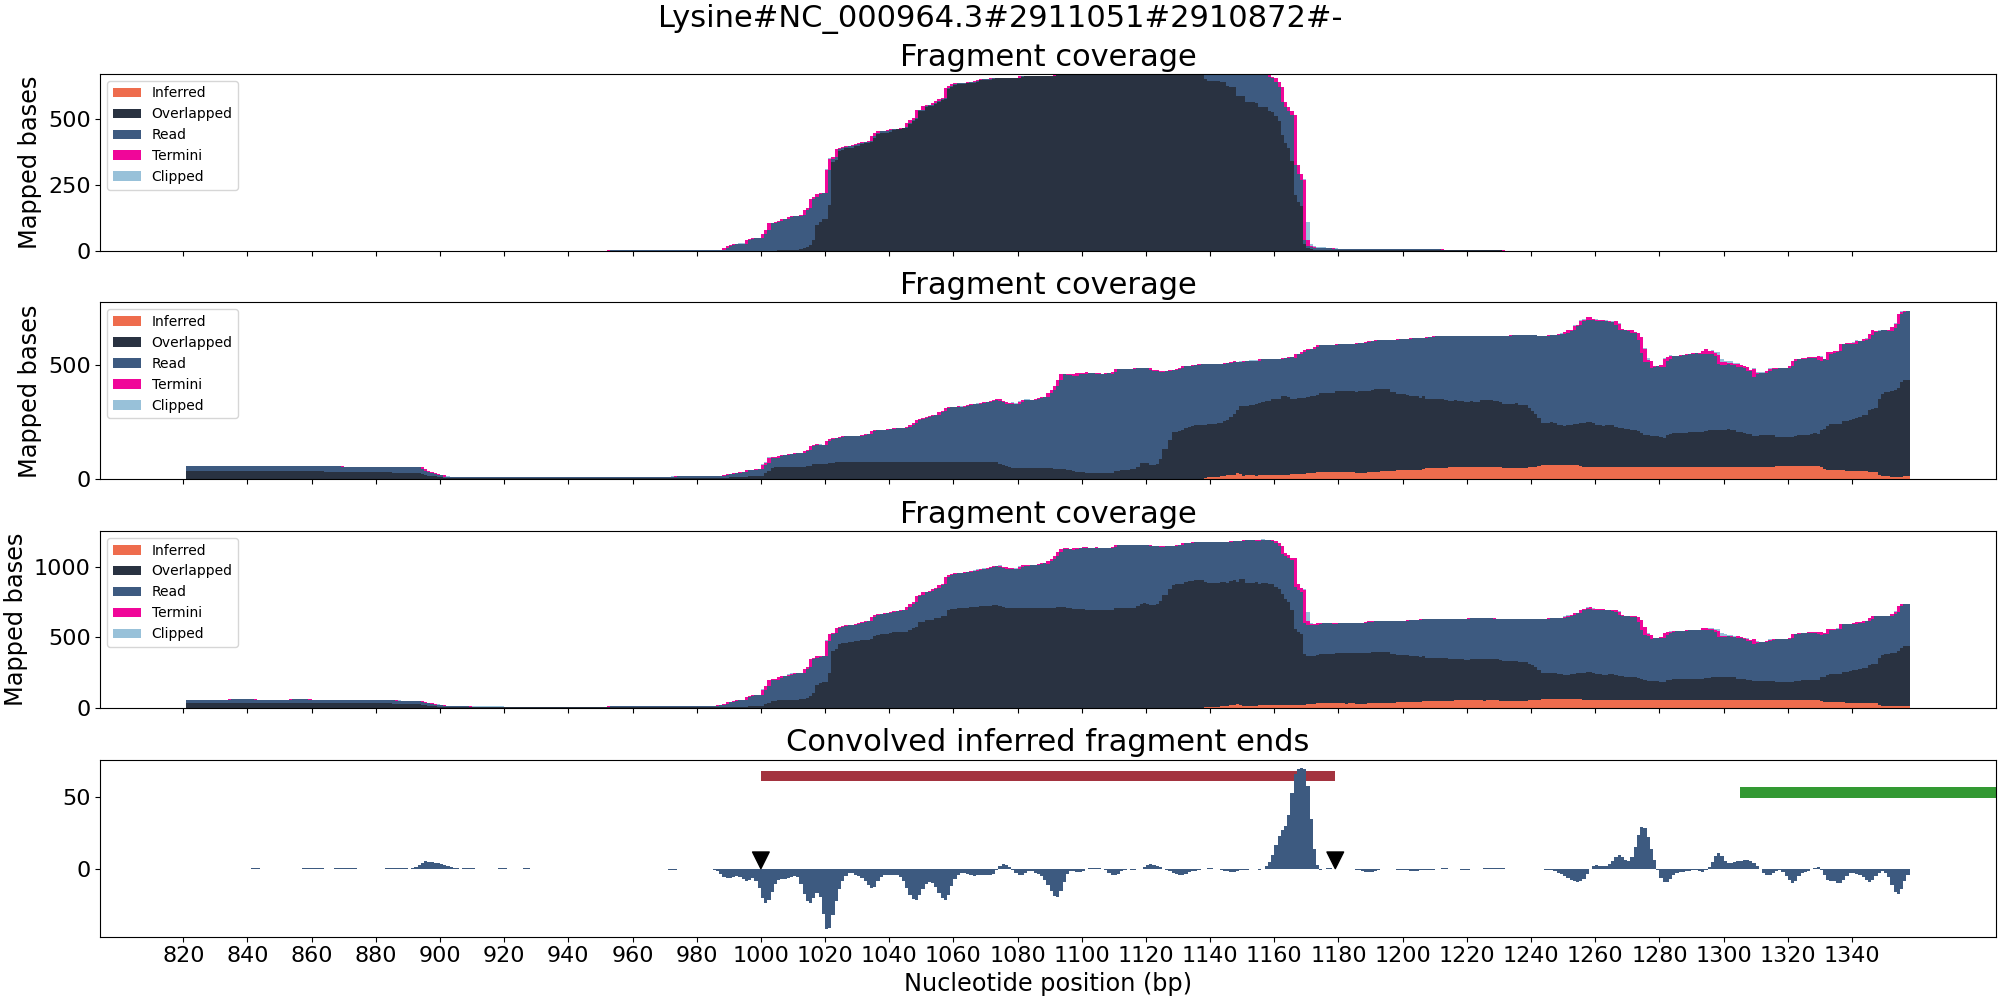 Lysine#NC_000964.3#2911051#2910872#-
Fragment coverage
Mapped bases
500
250
0
Inferred
Overlapped
Read
Termini
Clipped
Fragment coverage
Mapped bases
500
0
Inferred
Overlapped
Read
Termini
Clipped
Fragment coverage
Mapped bases
1000
500
0
Inferred
Overlapped
Read
Termini
Clipped
Convolved inferred fragment ends
50
0
820 840 860 880 900 920 940 960 980 1000 1020 1040 1060 1080 1100 1120 1140 1160 1180 1200 1220 1240 1260 1280 1300 1320 1340
Nucleotide position (bp)